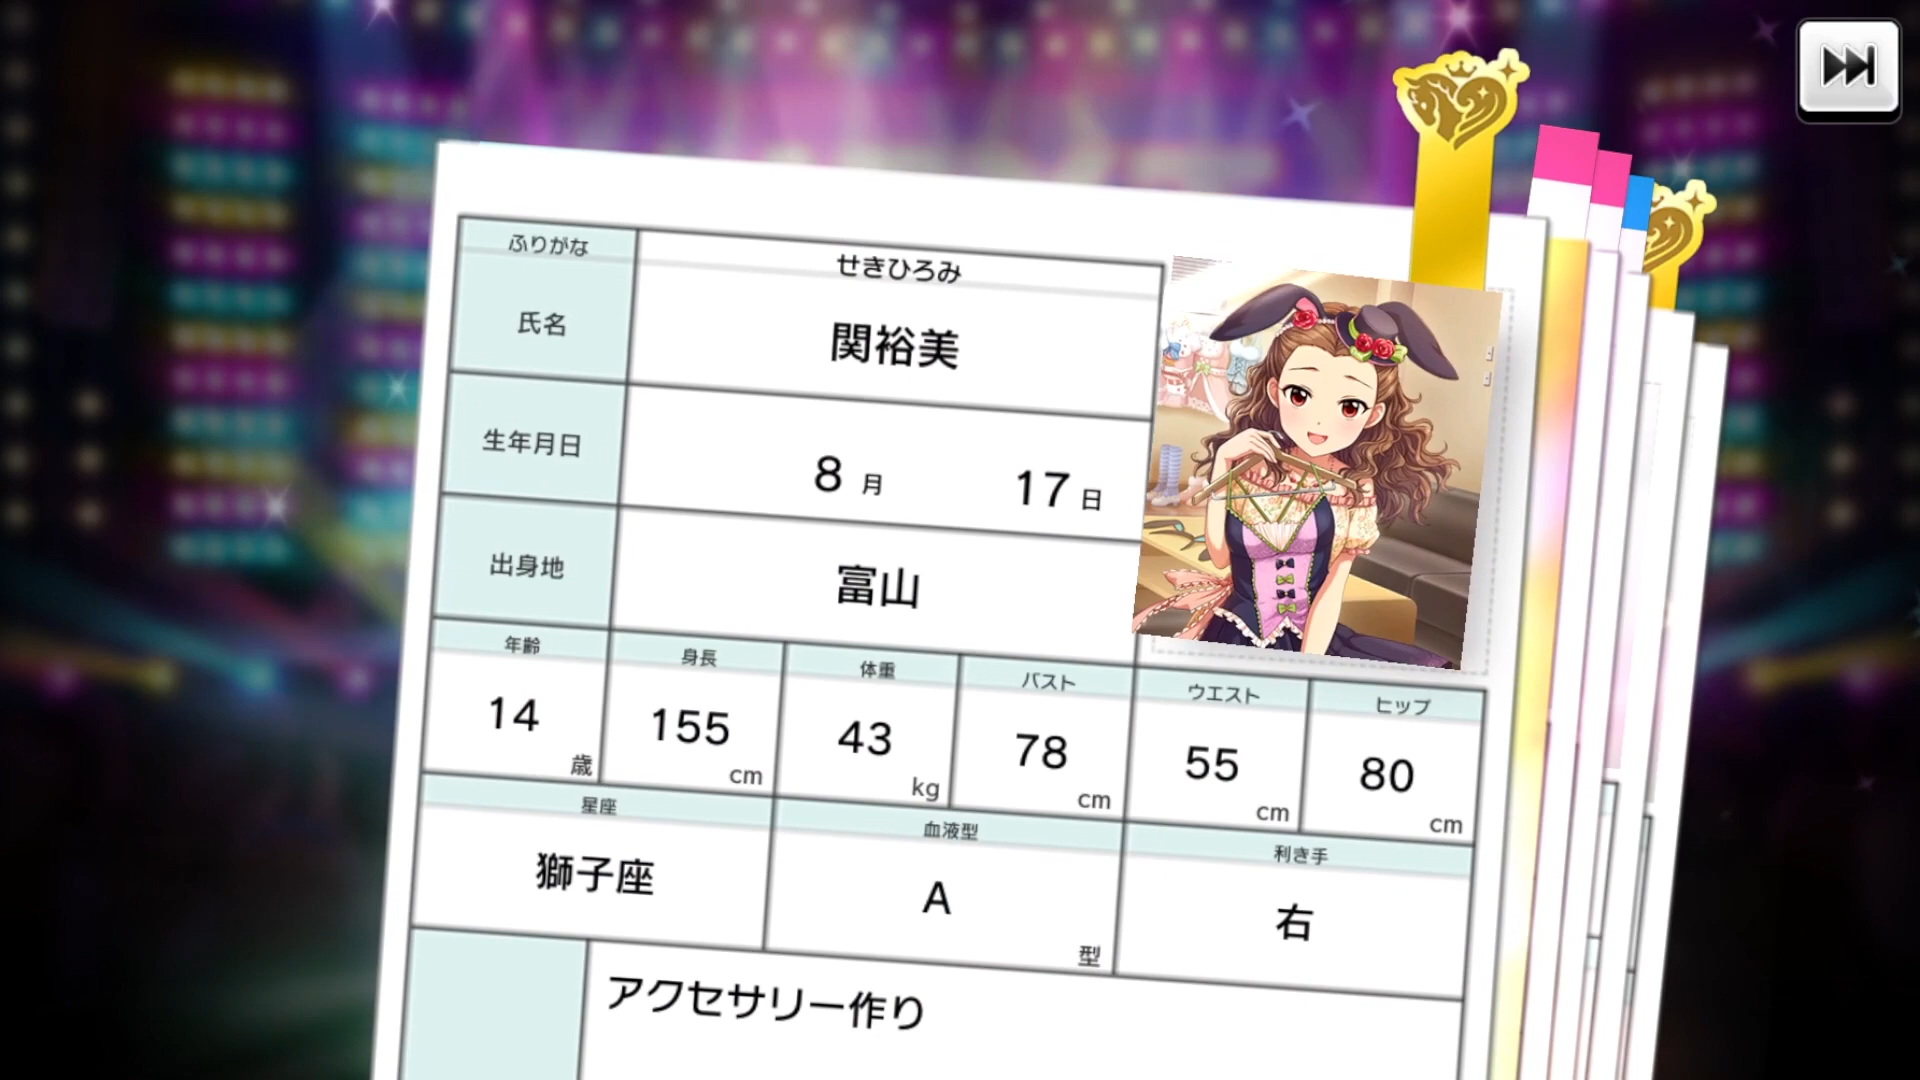 ふりがな
せきひろみ
氏名
関裕美
生年月日
8 月 17 日
出身地
富山
年齢 身長 体重 バスト ウエスト ヒップ
14 歳 155 cm 43 kg 78 cm 55 cm 80 cm
星座 血液型 利き手
獅子座 A 型 右
アクセサリー作り